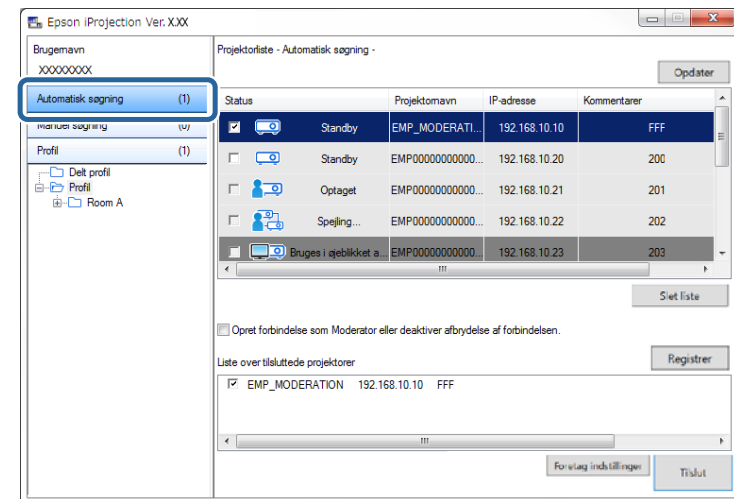 Epson iProjection Ver. X.XX
Brugernavn
XXXXXXXX
Automatisk søgning (1)
Manuel søgning (0)
Profil (1)
Delt profil
Profil
Room A
Projektorliste - Automatisk søgning -
Opdater
Status Projektornavn IP-adresse Kommentarer
Standby EMP_MODERATI... 192.168.10.10 FFF
Standby EMP00000000000... 192.168.10.20 200
Optaget EMP00000000000... 192.168.10.21 201
Spejling... EMP00000000000... 192.168.10.22 202
Bruges i øjeblikket a... EMP00000000000... 192.168.10.23 203
Slet liste
Opret forbindelse som Moderator eller deaktiver afbrydelse af forbindelsen.
Liste over tilsluttede projektorer
Registrer
EMP_MODERATION 192.168.10.10 FFF
Foretag indstillinger
Tilslut